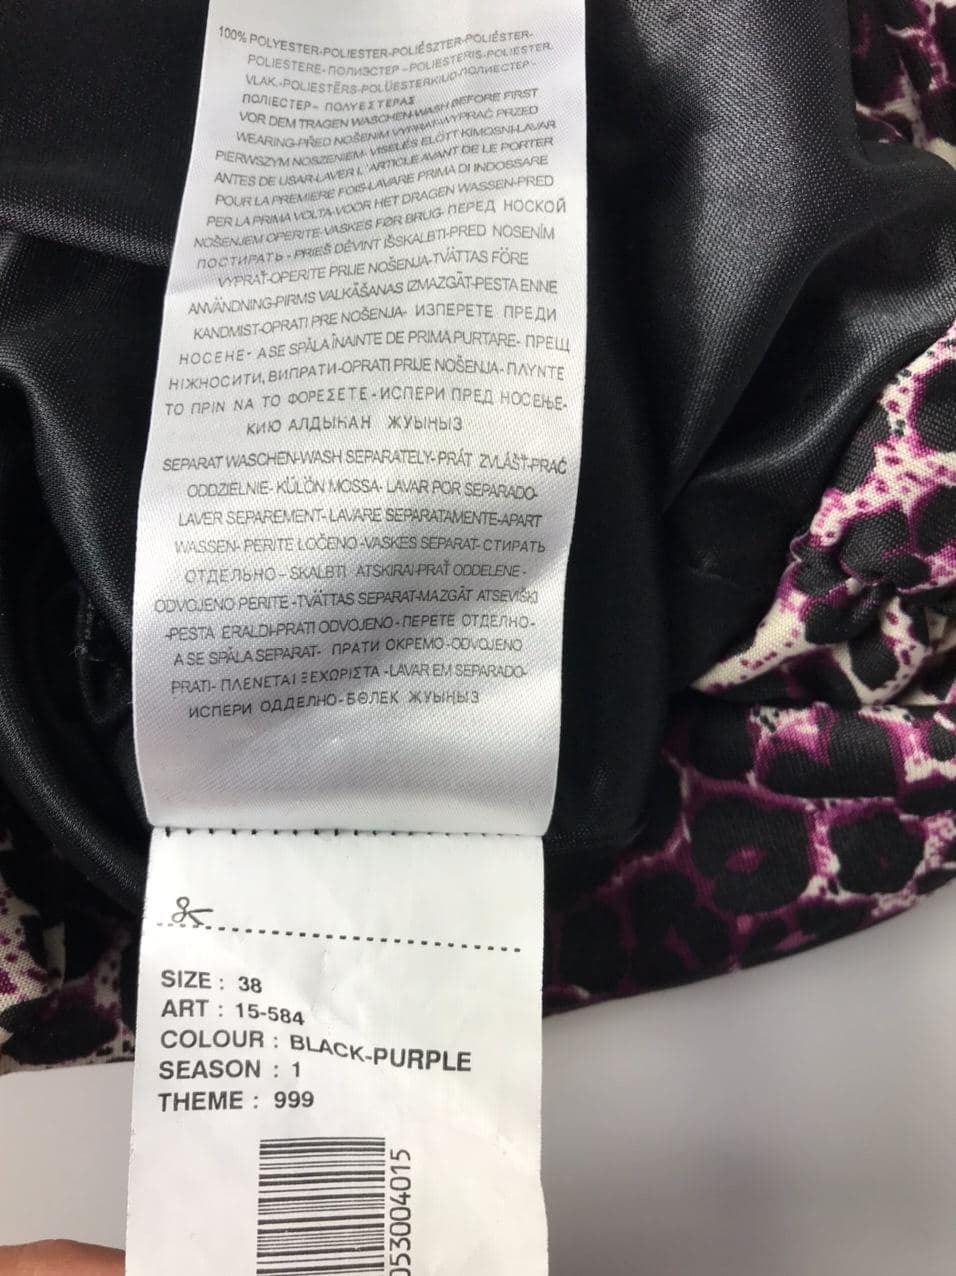 100% POLYESTER-POLIESTER-POLIÉSZTER-POLIÉSTER-
POLIESTERE-ПОЛИЭСТЕР-POLIESTERIS-POLIESTER
VLAK.-POLIESTĒRS-POLÜESTERKIUD-ПОЛИЕСТЕР-
ПОЛІЕСТЕР- ΠΟΛΥΕΣΤΕΡΑΣ
VOR DEM TRAGEN WASCHEN-WASH BEFORE FIRST
WEARING-PŘED NOŠENIM VYPRAT-WYPRAĆ PRZED
PIERWSZYM NOSZENIEM- VISELÉS ELÖTT KIMOSNI-LAVAR
ANTES DE USAR-LAVER L' ARTICLE AVANT DE LE PORTER
POUR LA PREMIERE FOIS-LAVARE PRIMA DI INDOSSARE
PER LA PRIMA VOLTA-VOOR HET DRAGEN WASSEN-PRED
NOŠENJEM OPERITE-VASKES FØR BRUG- ПЕРЕД НОСКОЙ
ПОСТИРАТЬ - PRIEŠ DĖVINT IŠSKALBTI-PRED NOSENÍM
VYPRAŤ-OPERITE PRIJE NOŠENJA-TVÄTTAS FÖRE
ANVÄNDNING-PIRMS VALKĀŠANAS IZMAZGĀT-PESTA ENNE
KANDMIST-OPRATI PRE NOŠENJA- ИЗПЕРЕТЕ ПРЕДИ
НОСЕНЕ- A SE SPĂLA ÎNAINTE DE PRIMA PURTARE- ПРЕЩ
НІЖНОСИТИ, ВИПРАТИ-OPRATI PRIJE NOŠENJA- ΠΛΥΝΤΕ
ΤΟ ΠΡΙΝ ΝΑ ΤΟ ΦΟΡΕΣΕΤΕ - ИСПЕРИ ПРЕД НОСЕЊЕ-
КИЮ АЛДЫҺАН ЖУЫҢЫЗ
SEPARAT WASCHEN-WASH SEPARATELY- PRÁT ZVLÁŠŤ-PRAĆ
ODDZIELNIE- KÜLÖN MOSSA- LAVAR POR SEPARADO-
LAVER SEPAREMENT- LAVARE SEPARATAMENTE-APART
WASSEN- PERITE LOČENO -VASKES SEPARAT- СТИРАТЬ
ОТДЕЛЬНО – SKALBTI ATSKIRAI-PRAŤ ODDELENE -
ODVOJENO PERITE -TVÄTTAS SEPARAT-MAZGĀT ATSEVIŠĶI
-PESTA ERALDI-PRATI ODVOJENO - ПЕРЕТЕ ОТДЕЛНО-
A SE SPĂLA SEPARAT- ПРАТИ ОКРЕМО -ODVOJENO
PRATI- ΠΛΕΝΕΤΑΙ ΞΕΧΩΡΙΣΤΑ -LAVAR EM SEPARADO-
ИСПЕРИ ОДДЕЛНО-БӨЛЕК ЖУЫҢЫЗ
SIZE : 38
ART : 15-584
COLOUR : BLACK-PURPLE
SEASON : 1
THEME : 999
053004015